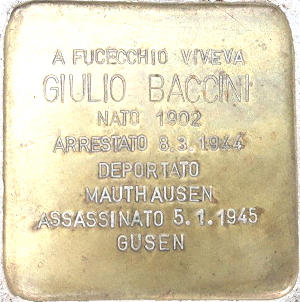 A FUCECCHIO VIVEVA
GIULIO BACCINI
NATO 1902
ARRESTATO 8.3.1944
DEPORTATO
MAUTHAUSEN
ASSASSINATO 5.1.1945
GUSEN